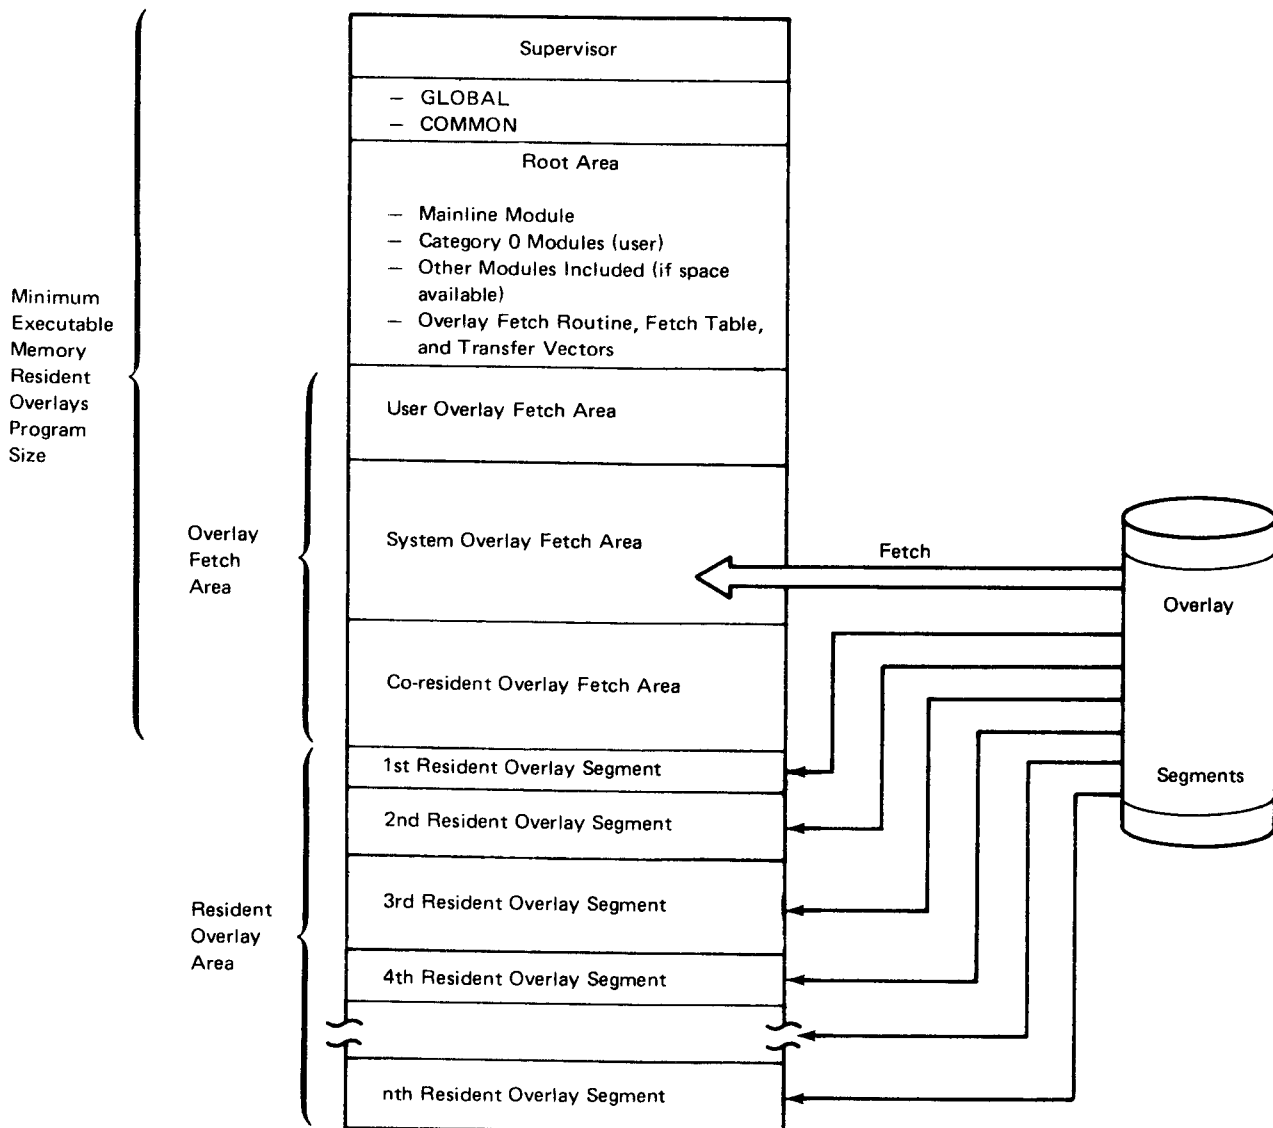 Supervisor
— GLOBAL
— COMMON
Root Area
— Mainline Module
— Category 0 Modules (user)
— Other Modules Included (if space
available)
— Overlay Fetch Routine, Fetch Table,
and Transfer Vectors
Minimum
Executable
Memory
Resident
Overlays
Program
Size
User Overlay Fetch Area
Overlay
Fetch
Area
System Overlay Fetch Area
Fetch
Overlay
Segments
Co-resident Overlay Fetch Area
1st Resident Overlay Segment
2nd Resident Overlay Segment
Resident
Overlay
Area
3rd Resident Overlay Segment
4th Resident Overlay Segment
nth Resident Overlay Segment